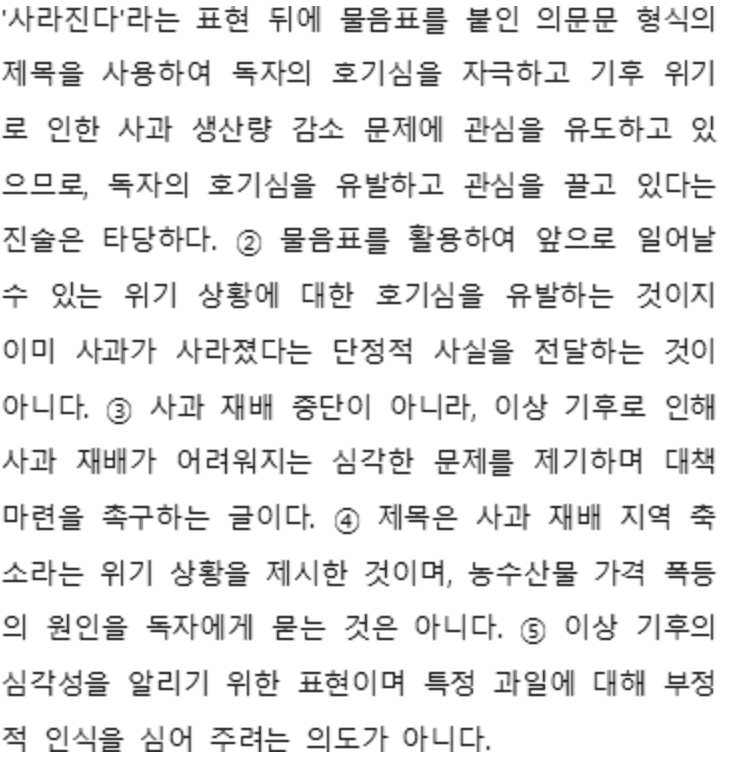 '사라진다'라는 표현 뒤에 물음표를 붙인 의문문 형식의
제목을 사용하여 독자의 호기심을 자극하고 기후 위기
로 인한 사과 생산량 감소 문제에 관심을 유도하고 있
으므로, 독자의 호기심을 유발하고 관심을 끌고 있다는
진술은 타당하다. ② 물음표를 활용하여 앞으로 일어날
수 있는 위기 상황에 대한 호기심을 유발하는 것이지
이미 사과가 사라졌다는 단정적 사실을 전달하는 것이
아니다. ③ 사과 재배 중단이 아니라, 이상 기후로 인해
사과 재배가 어려워지는 심각한 문제를 제기하며 대책
마련을 촉구하는 글이다. ④ 제목은 사과 재배 지역 축
소라는 위기 상황을 제시한 것이며, 농수산물 가격 폭등
의 원인을 독자에게 묻는 것은 아니다. ⑤ 이상 기후의
심각성을 알리기 위한 표현이며 특정 과일에 대해 부정
적 인식을 심어 주려는 의도가 아니다.